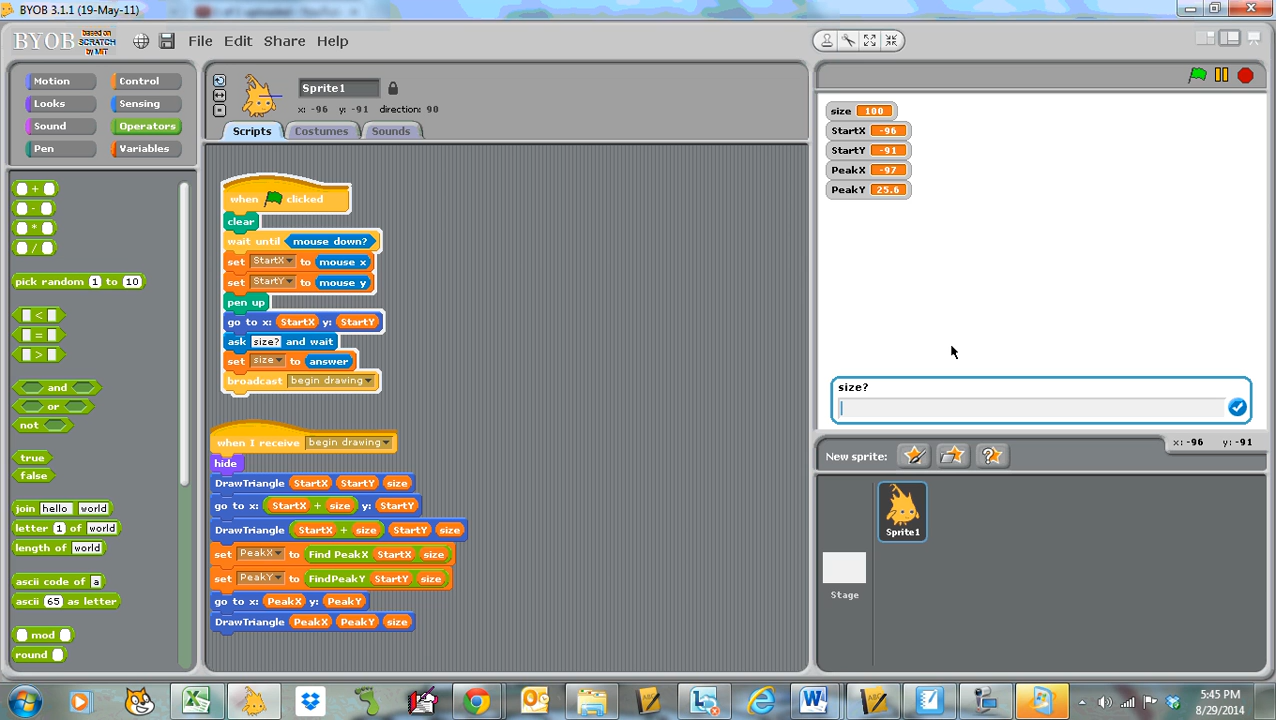 BYOB 3.1.1 (19-May-11)
BYOB based on SCRATCH by MIT
File Edit Share Help
Motion Control
Looks Sensing
Sound Operators
Pen Variables
+
-
*
/
pick random 1 to 10
<
=
>
and
or
not
true
false
join hello world
letter 1 of world
length of world
ascii code of a
ascii 65 as letter
mod
round
Sprite1
x: -96 y: -91 direction: 90
Scripts Costumes Sounds
when clicked
clear
wait until mouse down?
set StartX to mouse x
set StartY to mouse y
pen up
go to x: StartX y: StartY
ask size? and wait
set size to answer
broadcast begin drawing
when I receive begin drawing
hide
DrawTriangle StartX StartY size
go to x: StartX + size y: StartY
DrawTriangle StartX + size StartY size
set PeakX to Find PeakX StartX size
set PeakY to FindPeakY StartY size
go to x: PeakX y: PeakY
DrawTriangle PeakX PeakY size
size 100
StartX -96
StartY -91
PeakX -97
PeakY 25.6
size?
x: -96 y: -91
New sprite:
Sprite1
Stage
5:45 PM
8/29/2014